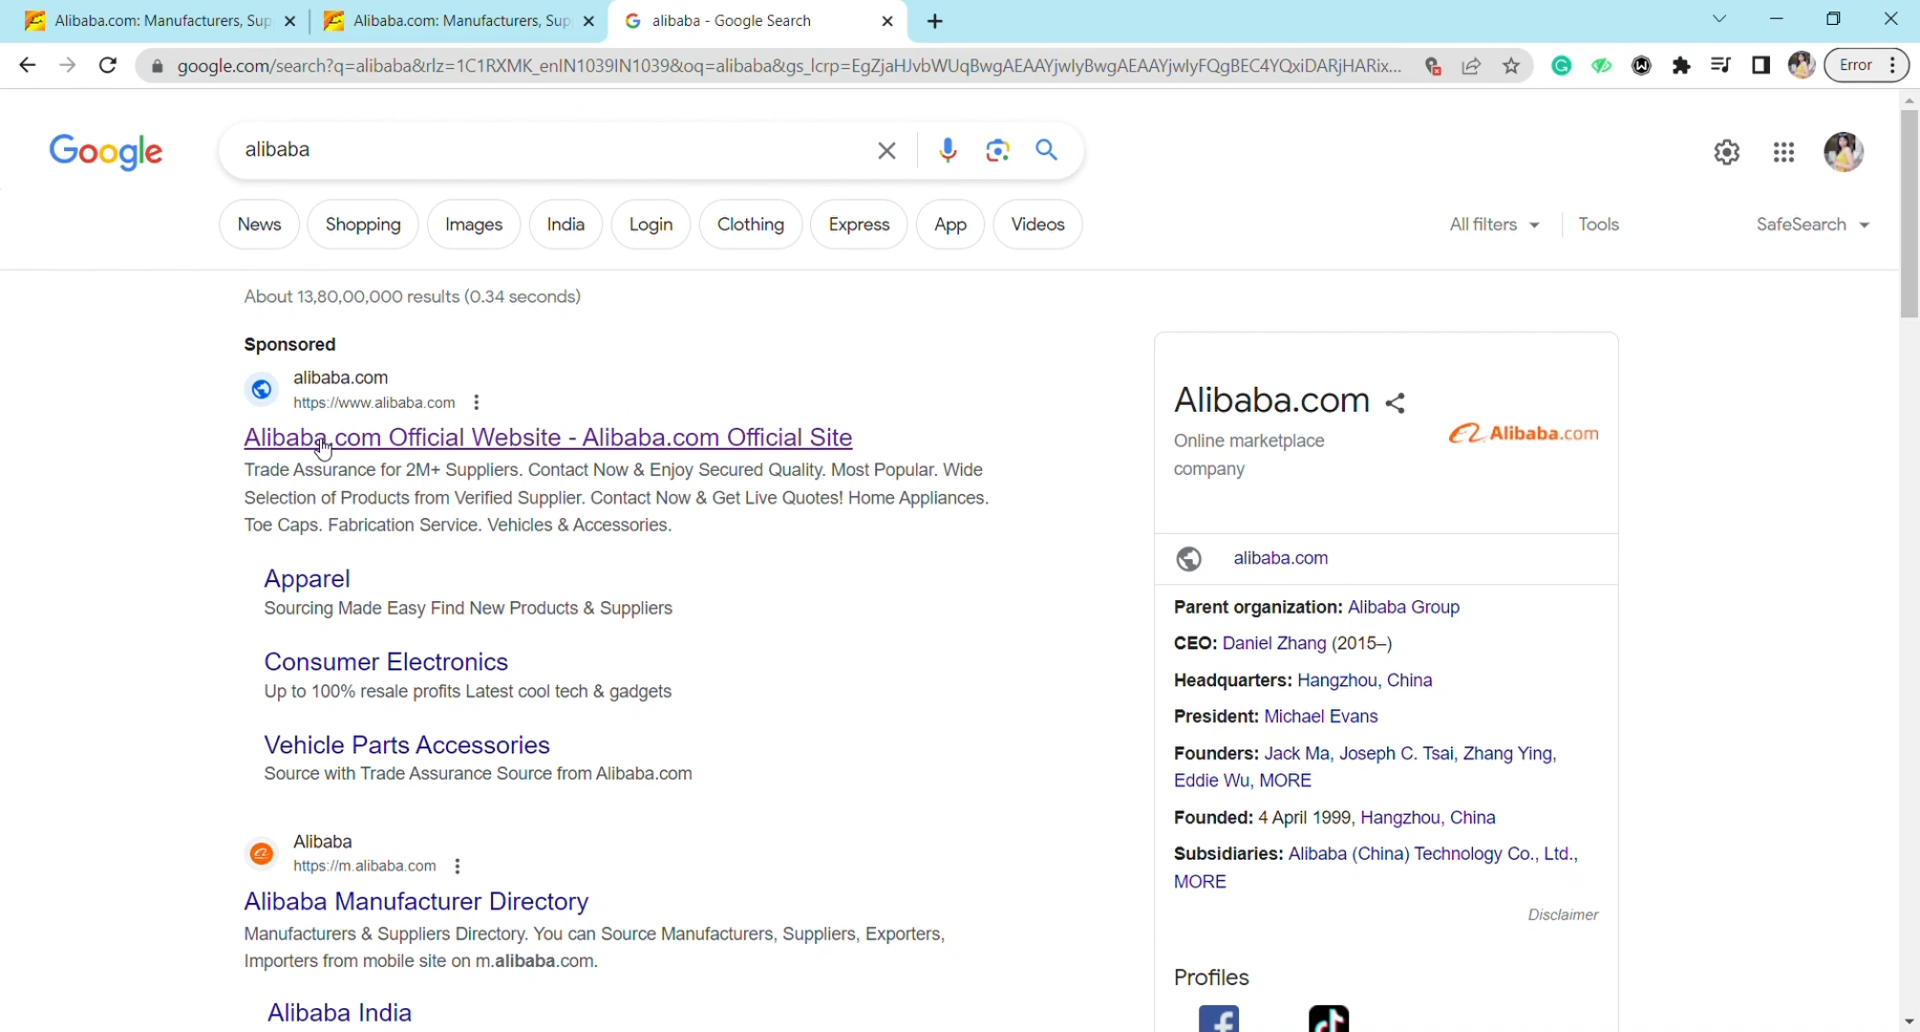 Alibaba.com: Manufacturers, Sup
Alibaba.com: Manufacturers, Sup
alibaba - Google Search
google.com/search?q=alibaba&rlz=1C1RXMK_enIN1039IN1039&oq=alibaba&gs_lcrp=EgZjaHJvbWUqBwgAEAAYjwIyBwgAEAAYjwIyFQgBEC4YQxiDARjHARix...
Error
Google
alibaba
News
Shopping
Images
India
Login
Clothing
Express
App
Videos
All filters
Tools
SafeSearch
About 13,80,00,000 results (0.34 seconds)
Sponsored
alibaba.com
https://www.alibaba.com
Alibaba.com Official Website - Alibaba.com Official Site
Trade Assurance for 2M+ Suppliers. Contact Now & Enjoy Secured Quality. Most Popular. Wide
Selection of Products from Verified Supplier. Contact Now & Get Live Quotes! Home Appliances.
Toe Caps. Fabrication Service. Vehicles & Accessories.
Apparel
Sourcing Made Easy Find New Products & Suppliers
Consumer Electronics
Up to 100% resale profits Latest cool tech & gadgets
Vehicle Parts Accessories
Source with Trade Assurance Source from Alibaba.com
Alibaba
https://m.alibaba.com
Alibaba Manufacturer Directory
Manufacturers & Suppliers Directory. You can Source Manufacturers, Suppliers, Exporters,
Importers from mobile site on m.alibaba.com.
Alibaba India
Alibaba.com
Online marketplace
company
Alibaba.com
alibaba.com
Parent organization: Alibaba Group
CEO: Daniel Zhang (2015–)
Headquarters: Hangzhou, China
President: Michael Evans
Founders: Jack Ma, Joseph C. Tsai, Zhang Ying,
Eddie Wu, MORE
Founded: 4 April 1999, Hangzhou, China
Subsidiaries: Alibaba (China) Technology Co., Ltd.,
MORE
Disclaimer
Profiles